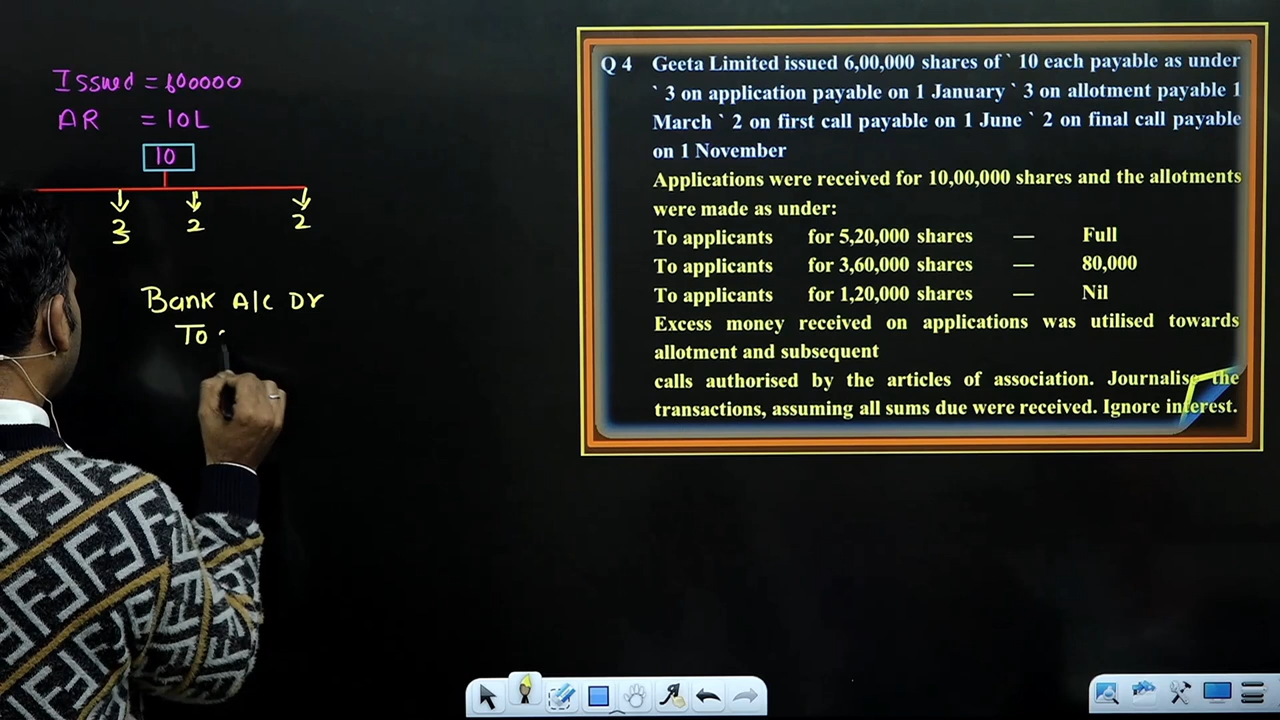 Issued = 600000
AR = 10L
10
3
2
2
Bank A/c Dr
To
Q 4 Geeta Limited issued 6,00,000 shares of ` 10 each payable as under
` 3 on application payable on 1 January ` 3 on allotment payable 1
March ` 2 on first call payable on 1 June ` 2 on final call payable
on 1 November
Applications were received for 10,00,000 shares and the allotments
were made as under:
To applicants for 5,20,000 shares — Full
To applicants for 3,60,000 shares — 80,000
To applicants for 1,20,000 shares — Nil
Excess money received on applications was utilised towards
allotment and subsequent
calls authorised by the articles of association. Journalise the
transactions, assuming all sums due were received. Ignore interest.